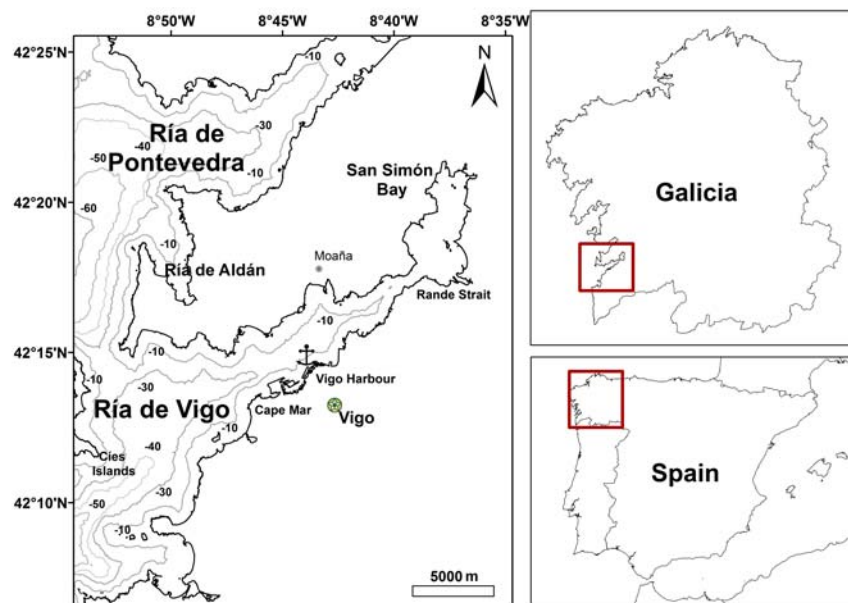 8°50'W
8°45'W
8°40'W
8°35'W
42°25'N
42°20'N
42°15'N
42°10'N
N
-10
-30
Ría de
Pontevedra
-40
-50
-10
-60
San Simón
Bay
-10
Ría de Aldán
Moaña
Rande Strait
-10
-10
-10
-30
Vigo Harbour
Ría de Vigo
Cape Mar
Vigo
-10
-40
Cies
Islands
-30
-50
-10
5000 m
Galicia
Spain